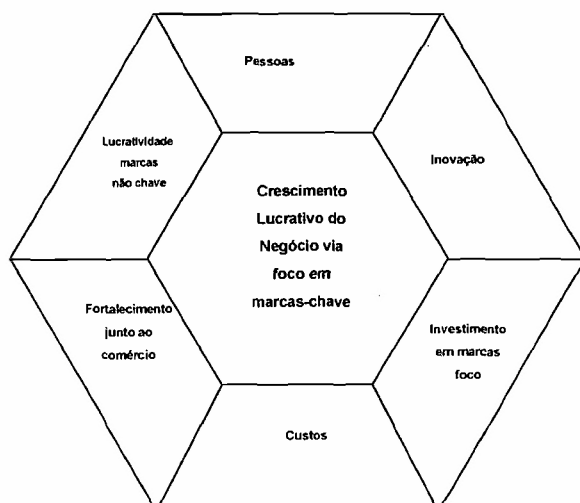 Pessoas
Lucratividade
marcas
não chave
Inovação
Crescimento
Lucrativo do
Negócio via
foco em
marcas-chave
Fortalecimento
junto ao
comércio
Investimento
em marcas
foco
Custos